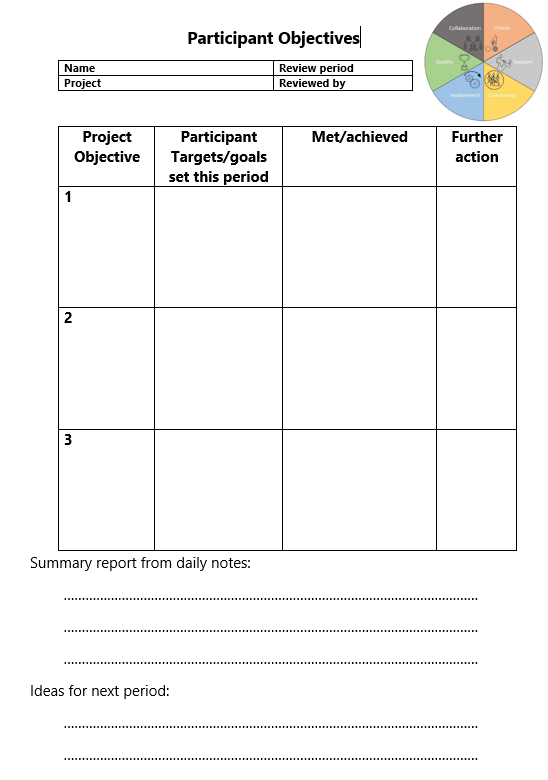 Participant Objectives
Collaboration Choice
Quality Support
Involvement Community
Name Review period
Project Reviewed by
Project Objective Participant Targets/goals set this period Met/achieved Further action
1
2
3
Summary report from daily notes:
Ideas for next period: